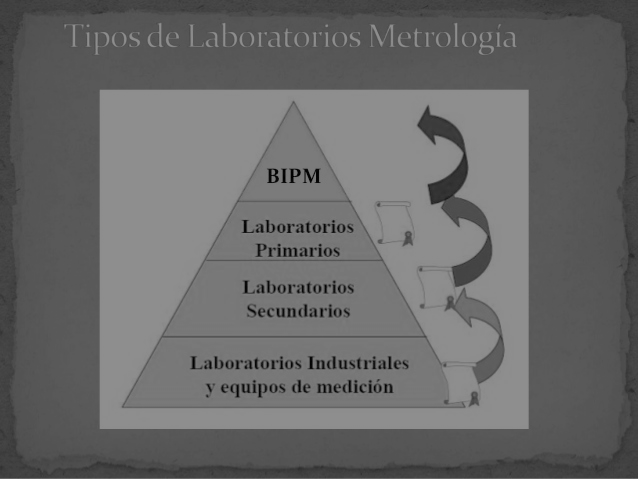 Tipos de Laboratorios Metrología
BIPM
Laboratorios
Primarios
Laboratorios
Secundarios
Laboratorios Industriales
y equipos de medición